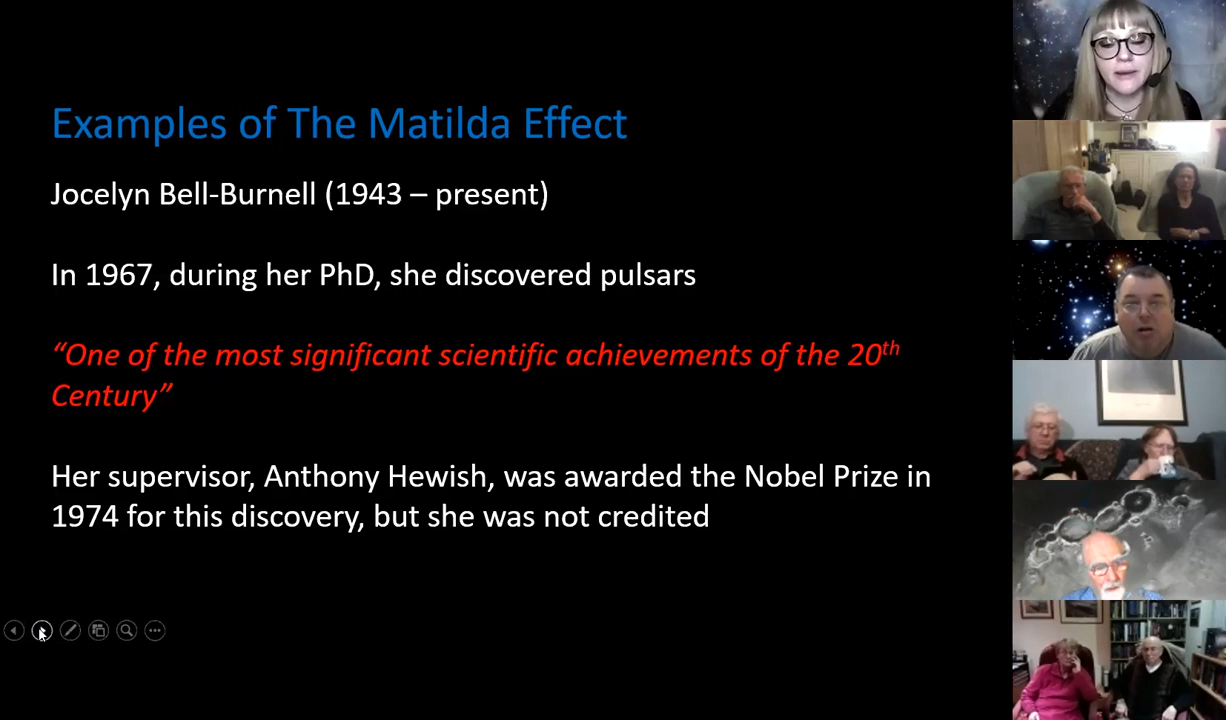 Examples of The Matilda Effect
Jocelyn Bell-Burnell (1943 – present)
In 1967, during her PhD, she discovered pulsars
“One of the most significant scientific achievements of the 20th
Century”
Her supervisor, Anthony Hewish, was awarded the Nobel Prize in
1974 for this discovery, but she was not credited